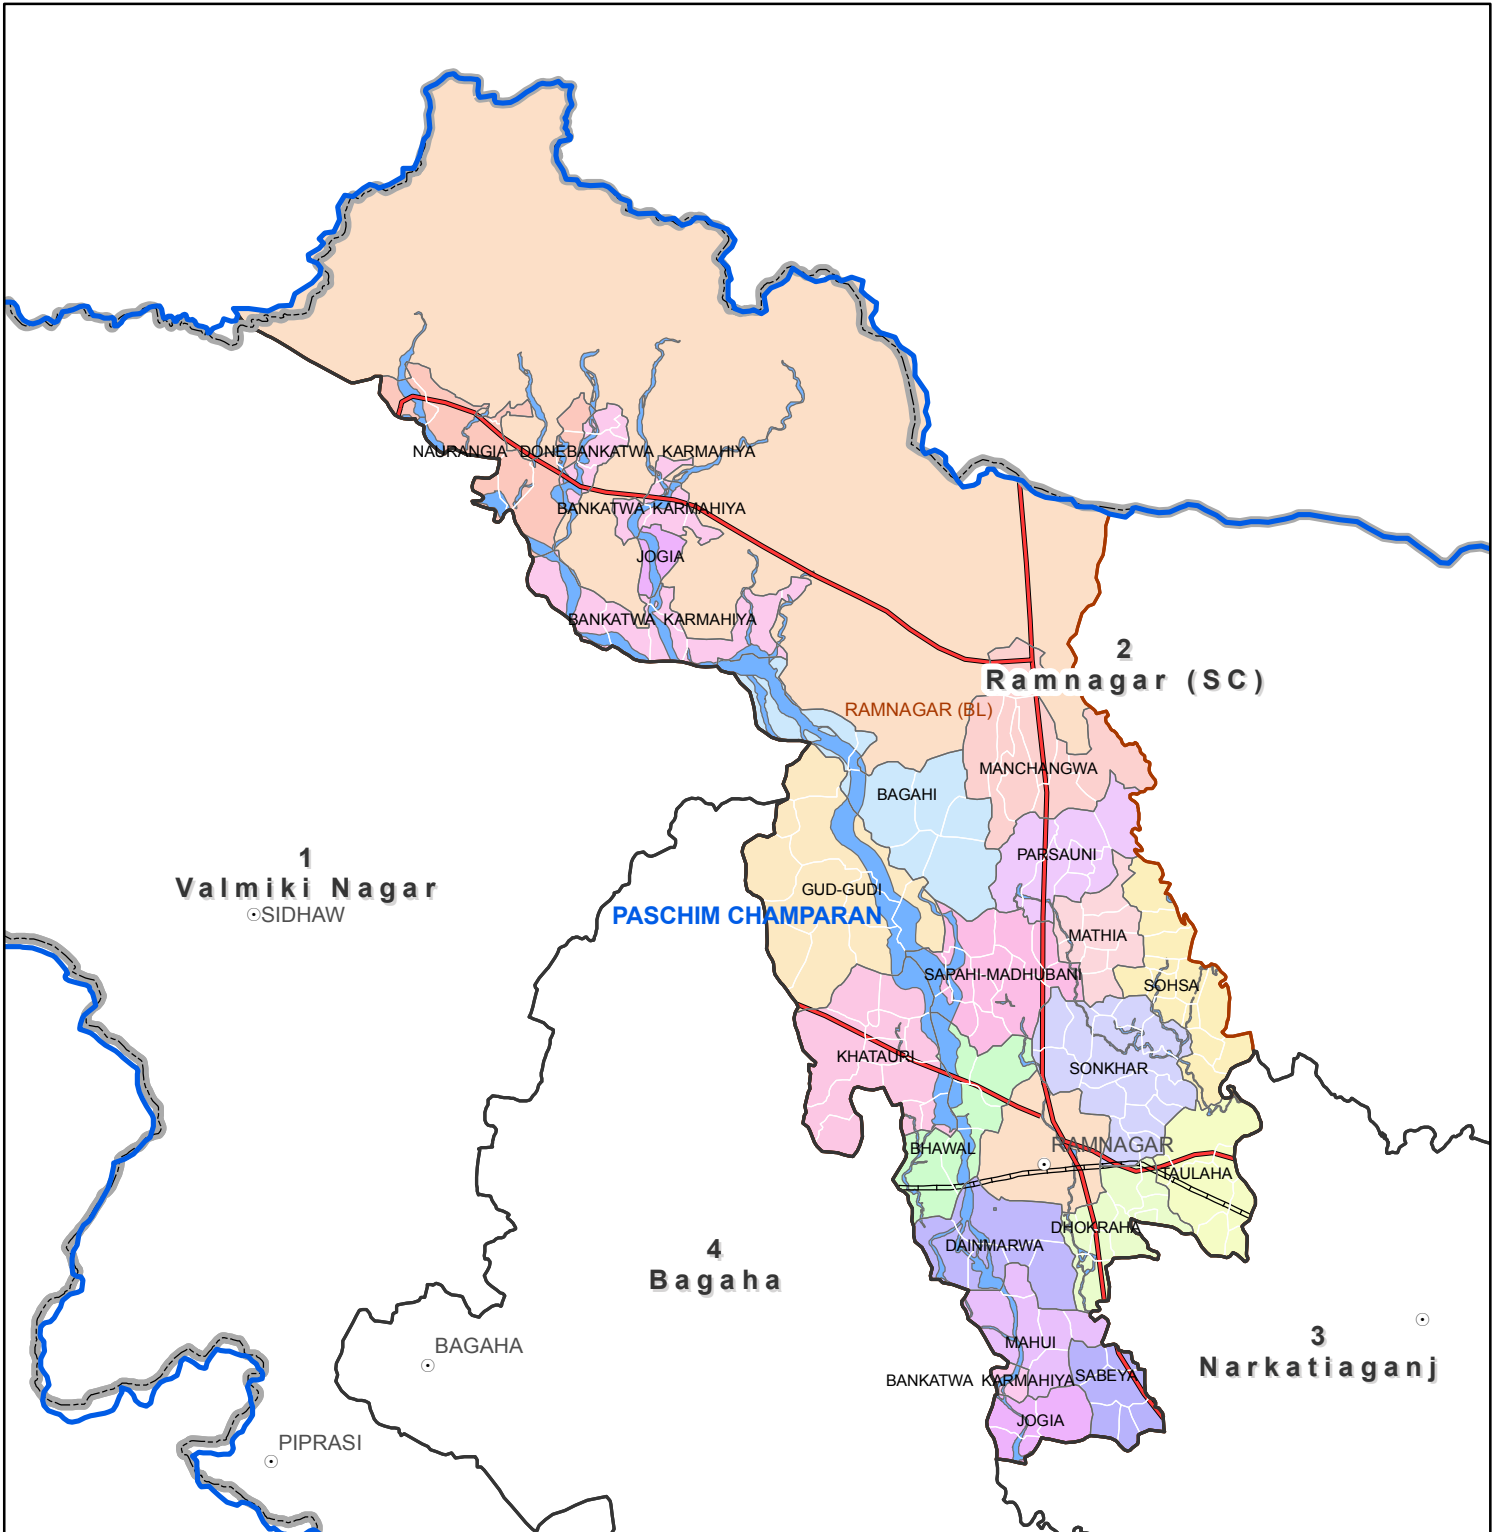 NAURANGIA DONE
BANKATWA KARMAHIYA
BANKATWA KARMAHIYA
JOGIA
BANKATWA KARMAHIYA
2
Ramnagar (SC)
RAMNAGAR (BL)
MANCHANGWA
BAGAHI
PARSAUNI
1
Valmiki Nagar
SIDHAW
GUD-GUDI
PASCHIM CHAMPARAN
MATHIA
SAPAHI-MADHUBANI
SOHSA
KHATAURI
SONKHAR
BHAWAL
RAMNAGAR
TAULAHA
DHOKRAHA
DAINMARWA
4
Bagaha
MAHUI
3
Narkatiaganj
BAGAHA
BANKATWA KARMAHIYA
SABEYA
JOGIA
PIPRASI